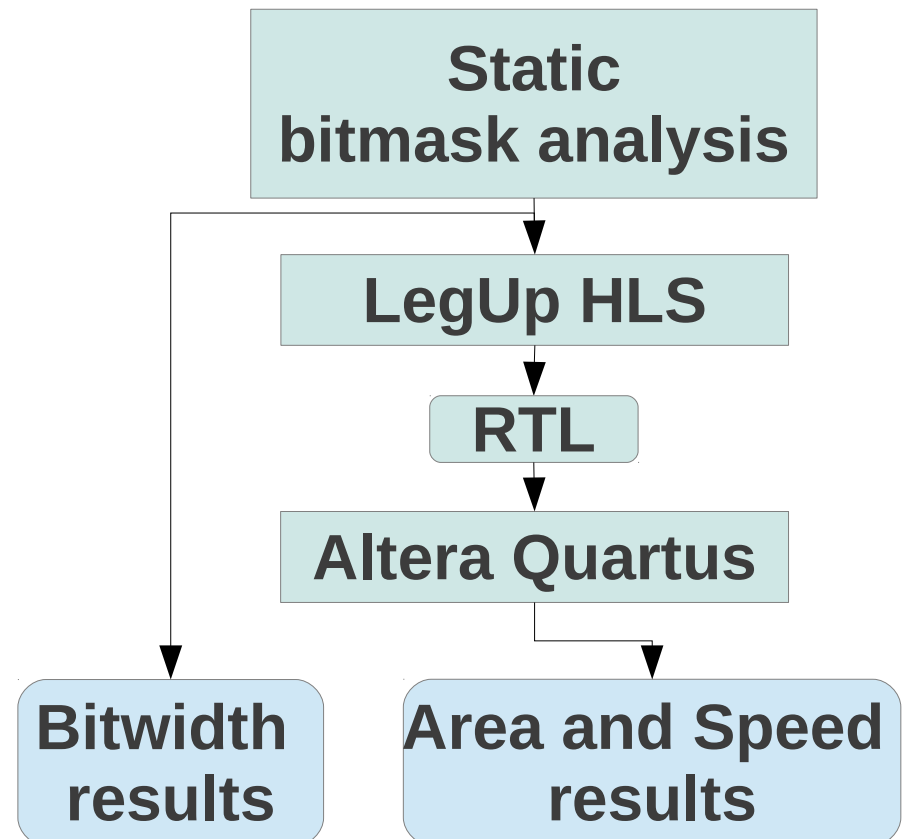 Static
bitmask analysis
LegUp HLS
RTL
Altera Quartus
Bitwidth
results
Area and Speed
results